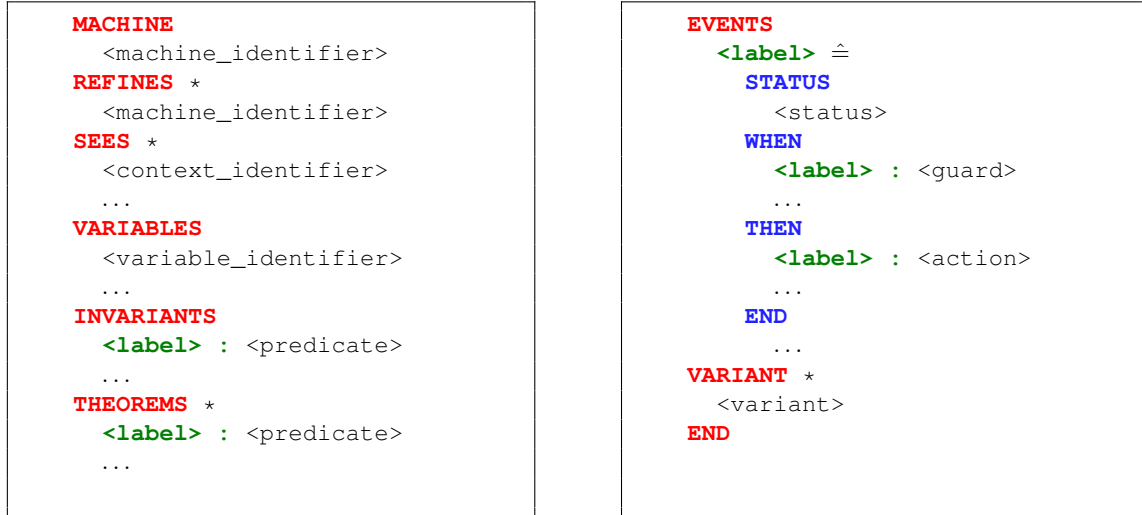 MACHINE
<machine_identifier>
REFINES *
<machine_identifier>
SEES *
<context_identifier>
...
VARIABLES
<variable_identifier>
...
INVARIANTS
<label> : <predicate>
...
THEOREMS *
<label> : <predicate>
...
EVENTS
<label> ≙
STATUS
<status>
WHEN
<label> : <guard>
...
THEN
<label> : <action>
...
END
...
VARIANT *
<variant>
END